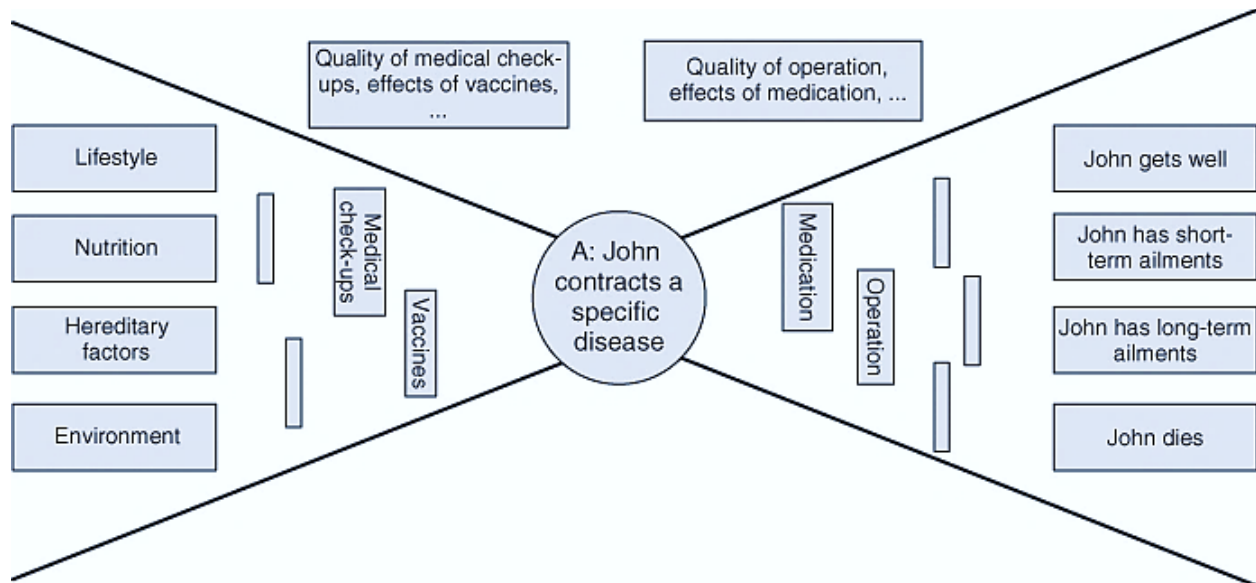 Quality of medical check-
ups, effects of vaccines,
...
Quality of operation,
effects of medication, ...
Lifestyle
Nutrition
Hereditary
factors
Environment
Medical
check-ups
Vaccines
A: John
contracts a
specific
disease
Medication
Operation
John gets well
John has short-
term ailments
John has long-term
ailments
John dies